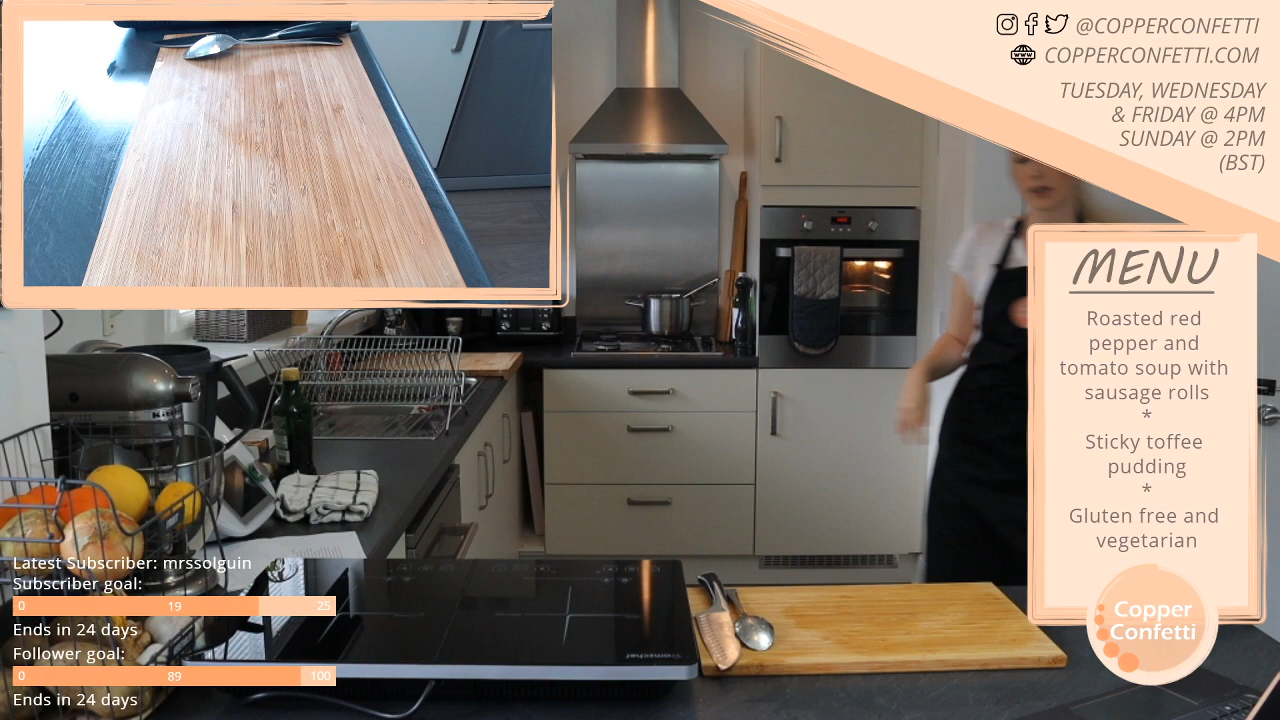 @COPPERCONFETTI
COPPERCONFETTI.COM
TUESDAY, WEDNESDAY
& FRIDAY @ 4PM
SUNDAY @ 2PM
(BST)
MENU
Roasted red
pepper and
tomato soup with
sausage rolls
*
Sticky toffee
pudding
*
Gluten free and
vegetarian
Copper
Confetti
Latest Subscriber: mrssolguin
Subscriber goal:
0 19 25
Ends in 24 days
Follower goal:
0 89 100
Ends in 24 days